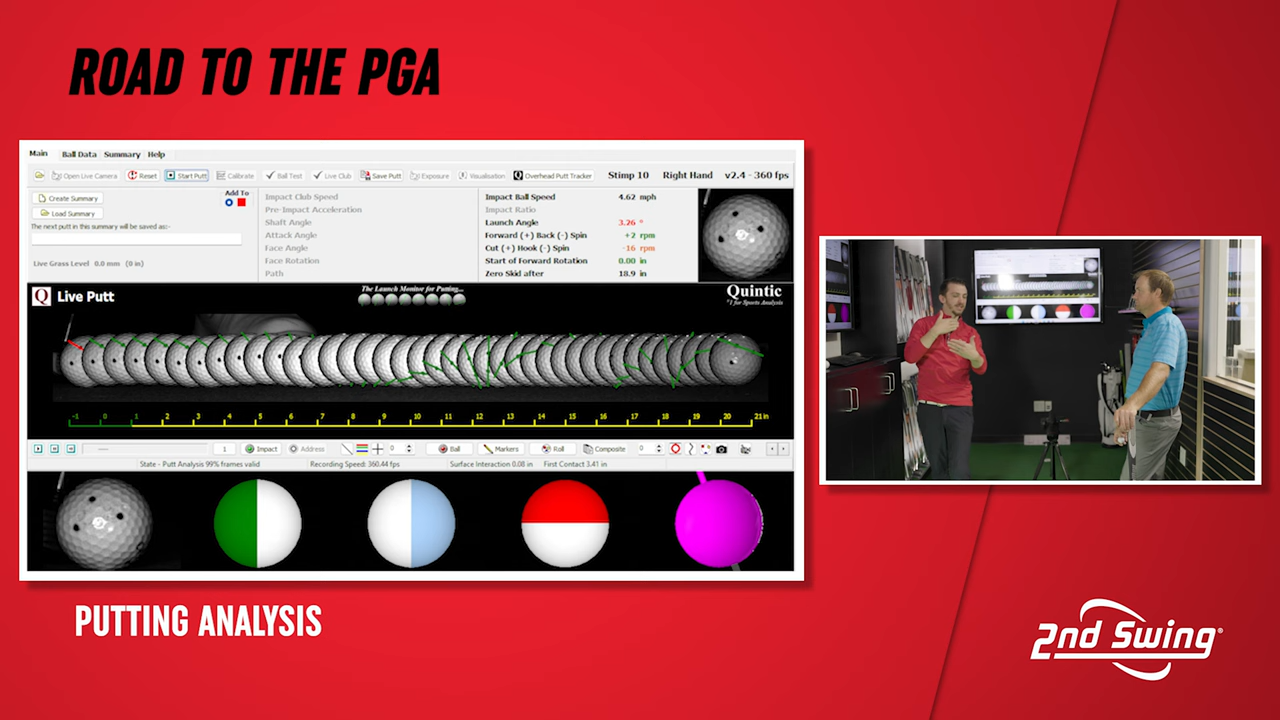 ROAD TO THE PGA
Main Ball Data Summary Help
Open Live Camera Reset Start Putt Calibrate Ball Test Live Club Save Putt Exposure Visualisation Overhead Putt Tracker Stimp 10 Right Hand v2.4 - 360 fps
Create Summary
Load Summary
Add To
The next putt in this summary will be saved as:-
Live Grass Level 0.0 mm (0 in)
Impact Club Speed
Pre-Impact Acceleration
Shaft Angle
Attack Angle
Face Angle
Face Rotation
Path
Impact Ball Speed 4.62 mph
Impact Ratio
Launch Angle 3.26 °
Forward (+) Back (-) Spin +2 rpm
Cut (+) Hook (-) Spin -16 rpm
Start of Forward Rotation 0.00 in
Zero Skid after 18.9 in
Q Live Putt
The Launch Monitor for Putting...
Quintic
"1 for Sports Analysis
-1 0 1 2 3 4 5 6 7 8 9 10 11 12 13 14 15 16 17 18 19 20 21 in
1 Impact Address 0 Ball Markers Roll Composite 0
State - Putt Analysis 99% frames valid Recording Speed: 360.44 fps Surface Interaction 0.08 in First Contact 3.41 in
PUTTING ANALYSIS
2nd Swing®